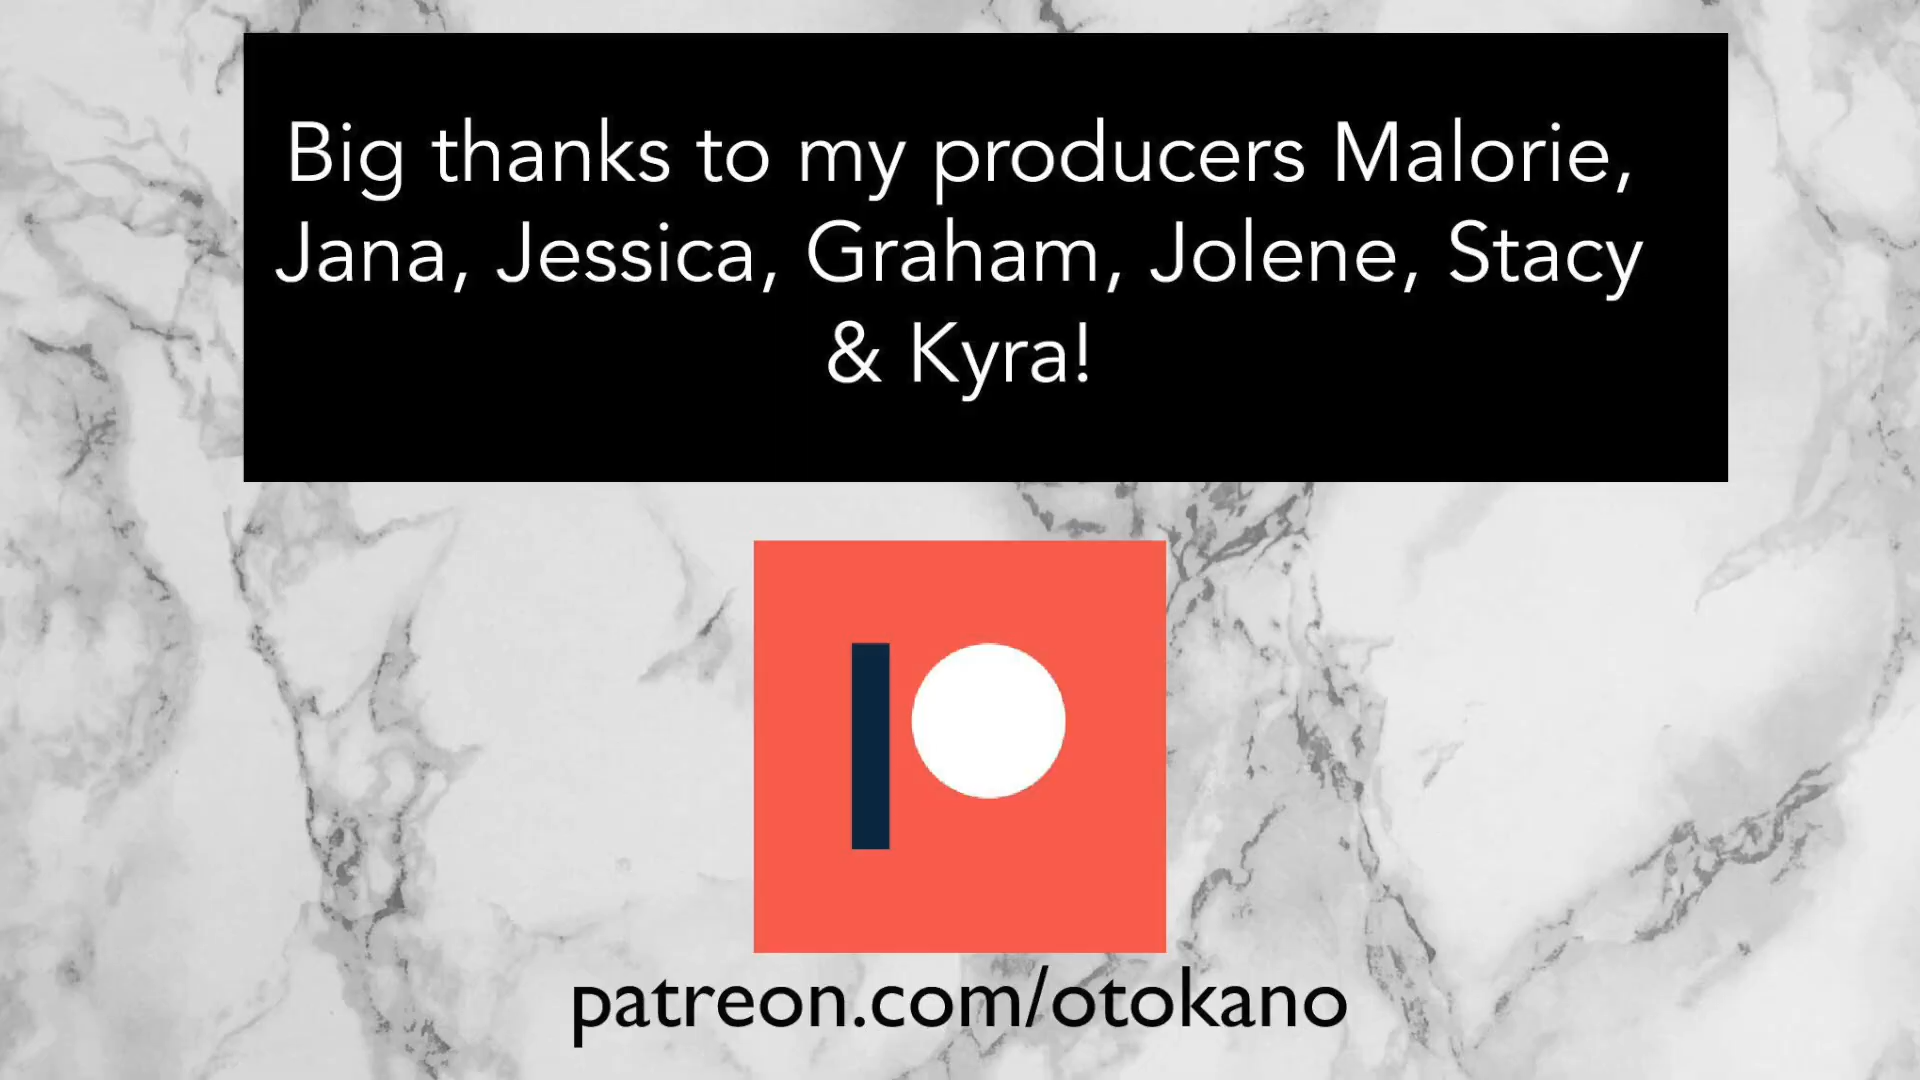 Big thanks to my producers Malorie,
Jana, Jessica, Graham, Jolene, Stacy
& Kyra!
patreon.com/otokano